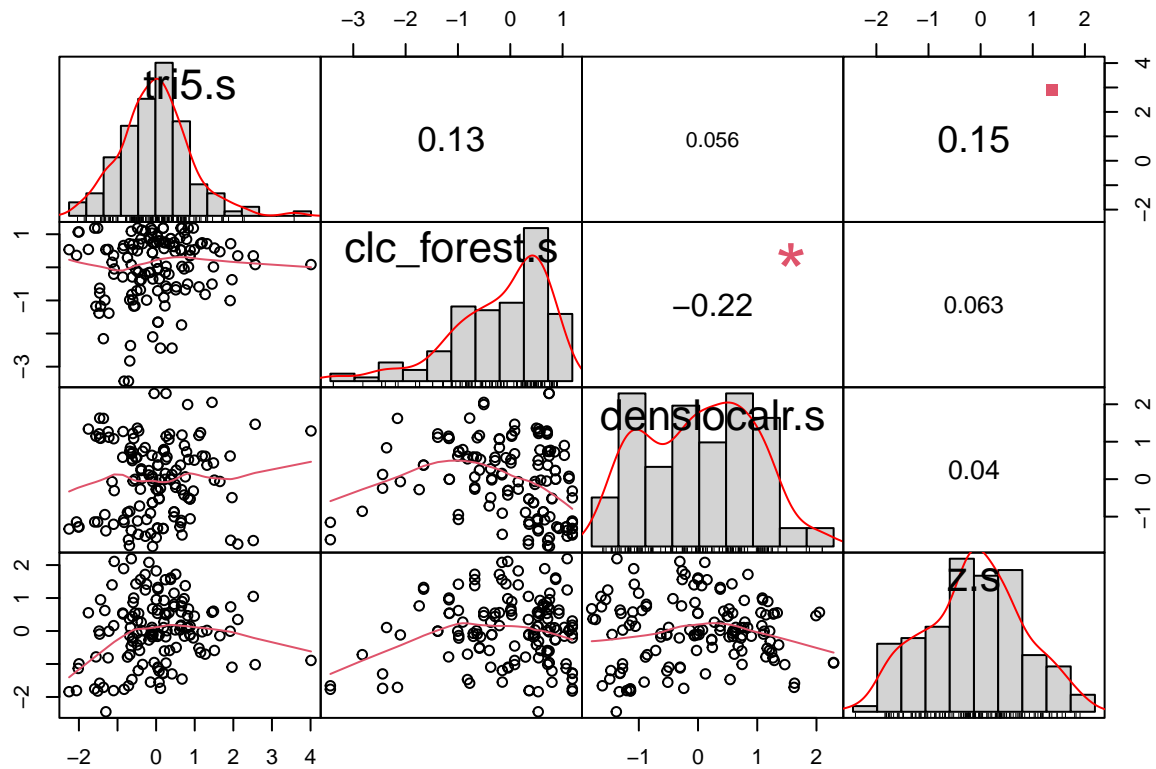 −3 −2 −1 0 1
−2 −1 0 1 2
tri5.s
0.13
0.056
0.15
−2 0 2 4
−3 −1 1
clc_forest.s
*
−0.22
0.063
denslocalr.s
0.04
−1 0 1 2
−2 0 1 2
z.s
−2 −1 0 1 2 3 4
−1 0 1 2